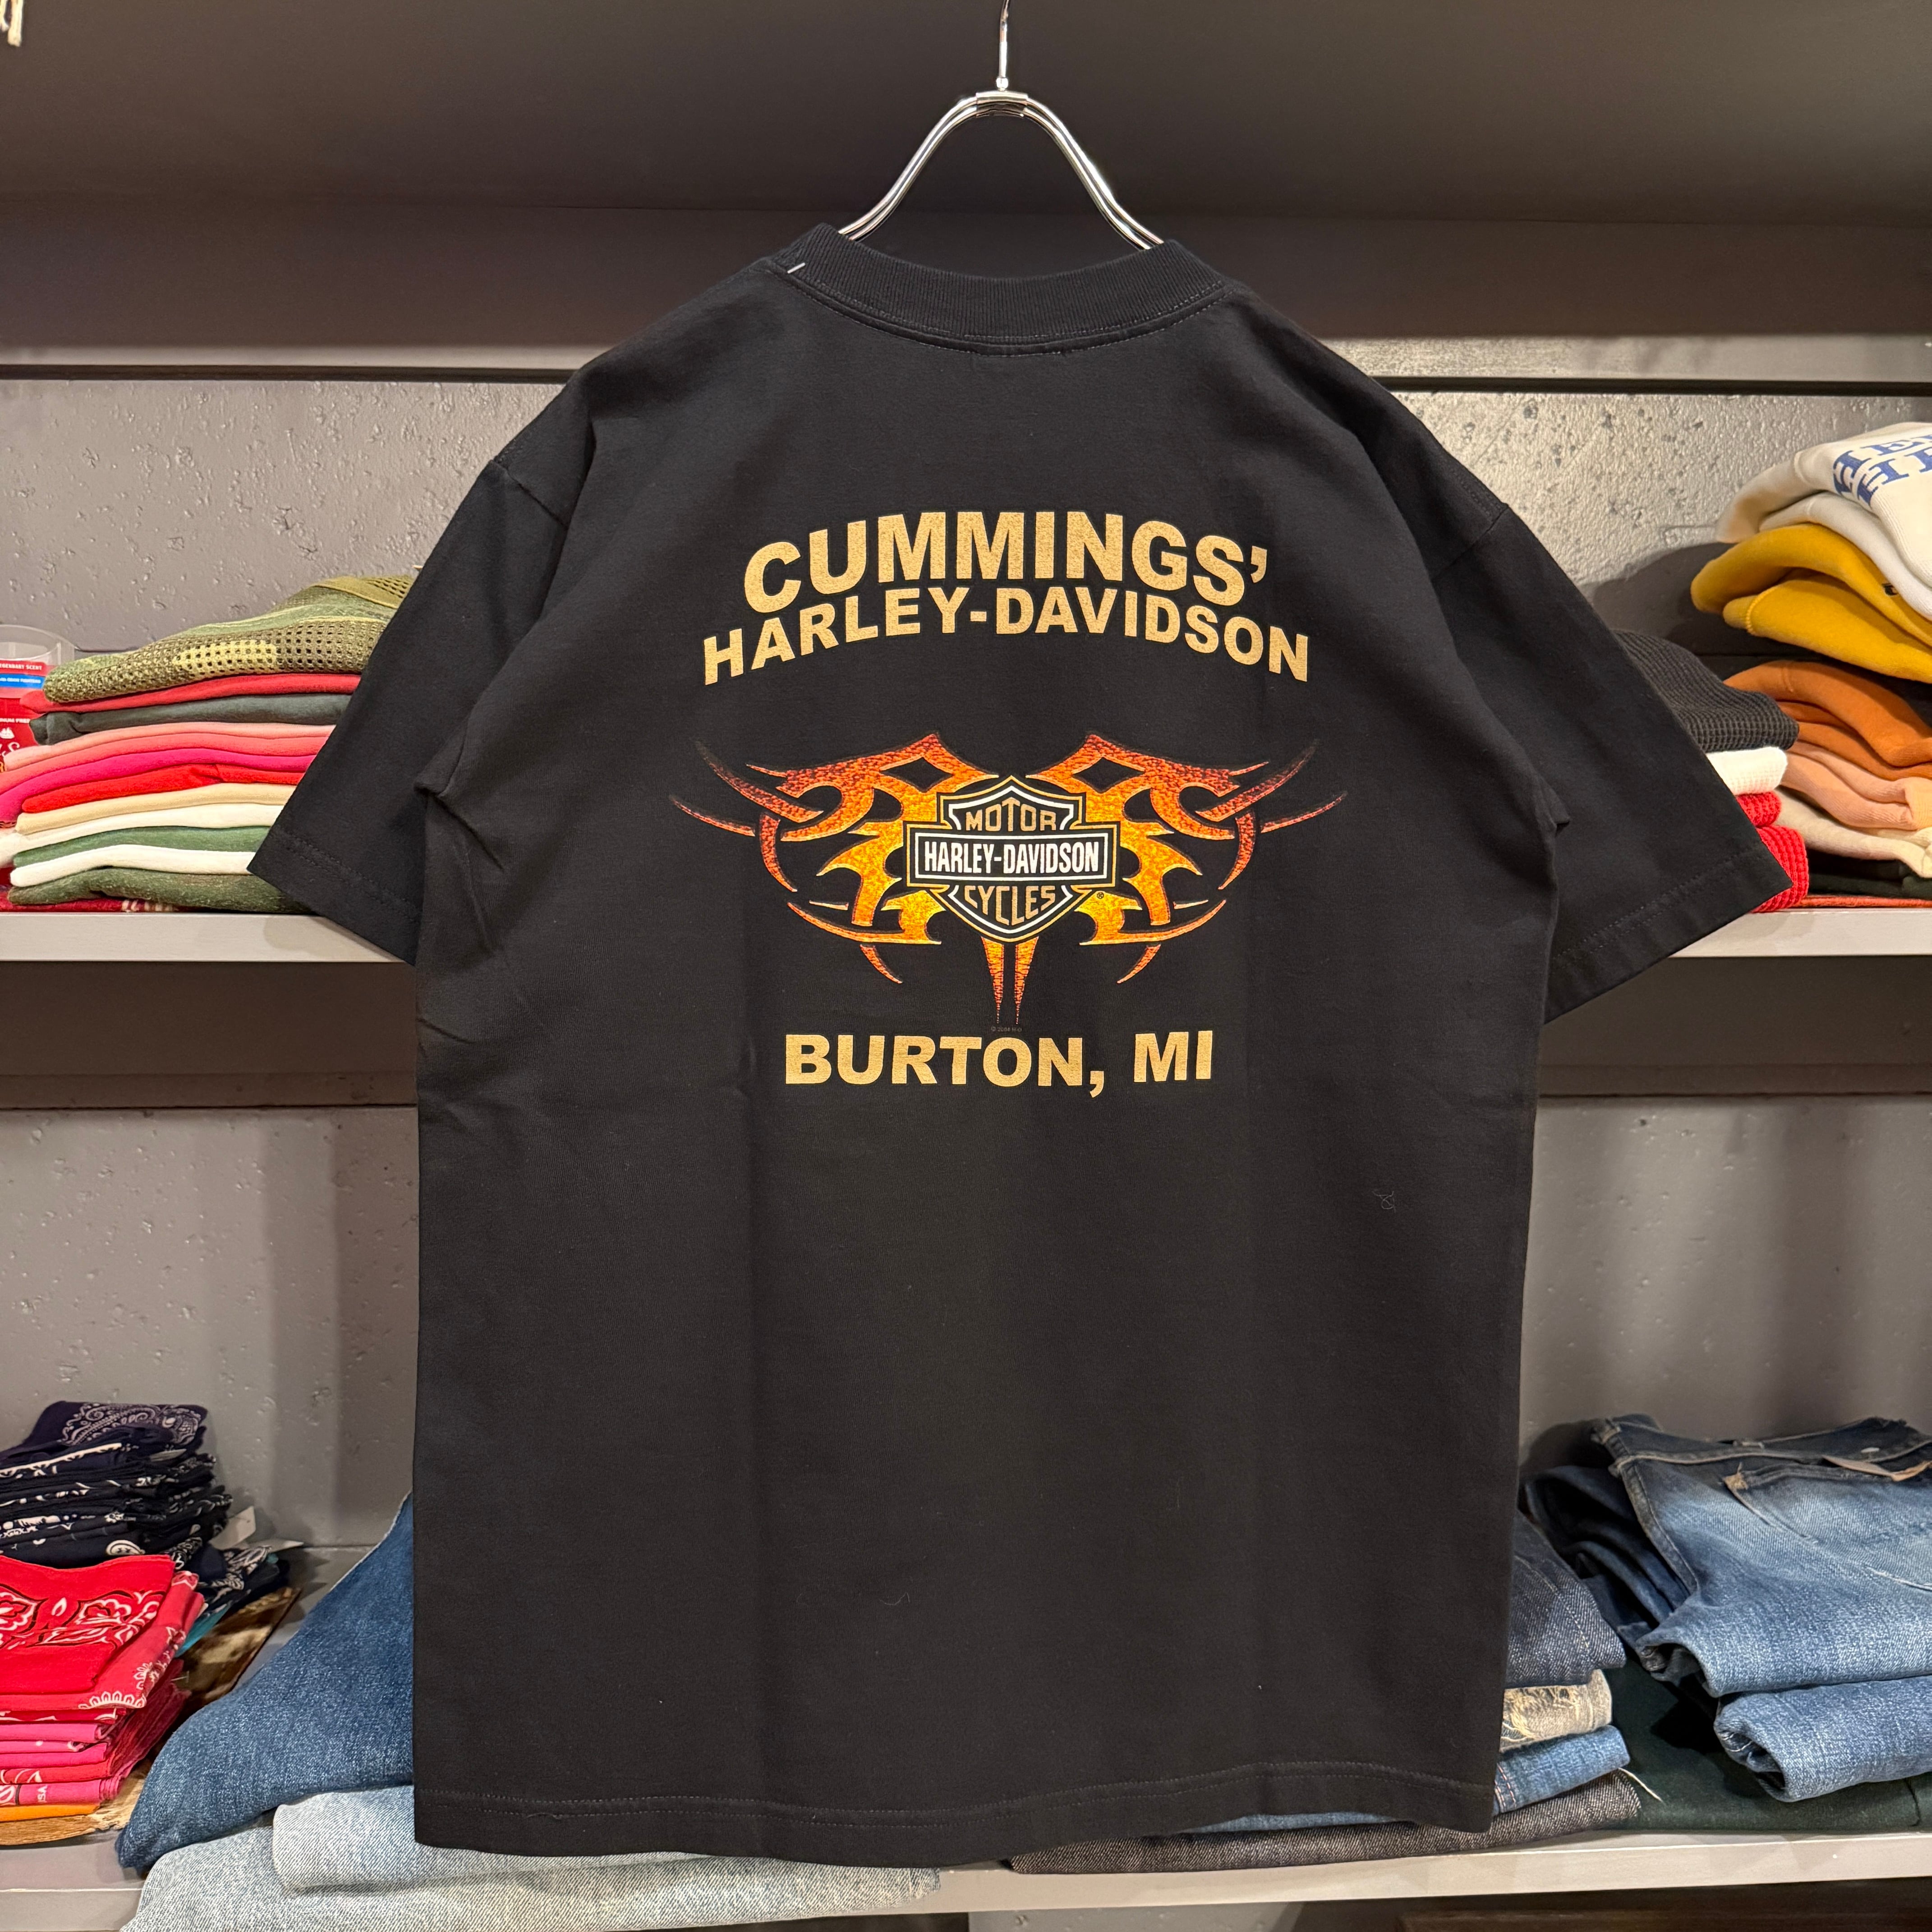 CUMMINGS'
HARLEY-DAVIDSON
MOTOR
HARLEY-DAVIDSON
CYCLES
®
BURTON, MI